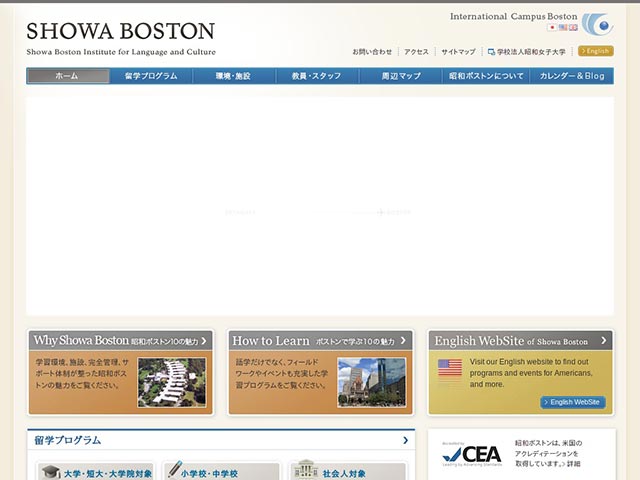 SHOWA BOSTON
Showa Boston Institute for Language and Culture
International Campus Boston
お問い合わせ アクセス サイトマップ 学校法人昭和女子大学 English
ホーム 留学プログラム 環境・施設 教員・スタッフ 周辺マップ 昭和ボストンについて カレンダー&Blog
Why Showa Boston 昭和ボストン10の魅力
学習環境、施設、完全管理、サ
ポート体制が整った昭和ボス
トンの魅力をご覧ください。
How to Learn ボストンで学ぶ10の魅力
語学だけでなく、フィールド
ワークやイベントも充実した学
習プログラムをご覧ください。
English WebSite of Showa Boston
Visit our English website to find out
programs and events for Americans,
and more.
English WebSite
留学プログラム
大学・短大・大学院対象 小学校・中学校 社会人対象
Accredited by
CEA
Leading by Advancing Standards
昭和ボストンは、米国の
アクレディテーションを
取得しています。> 詳細